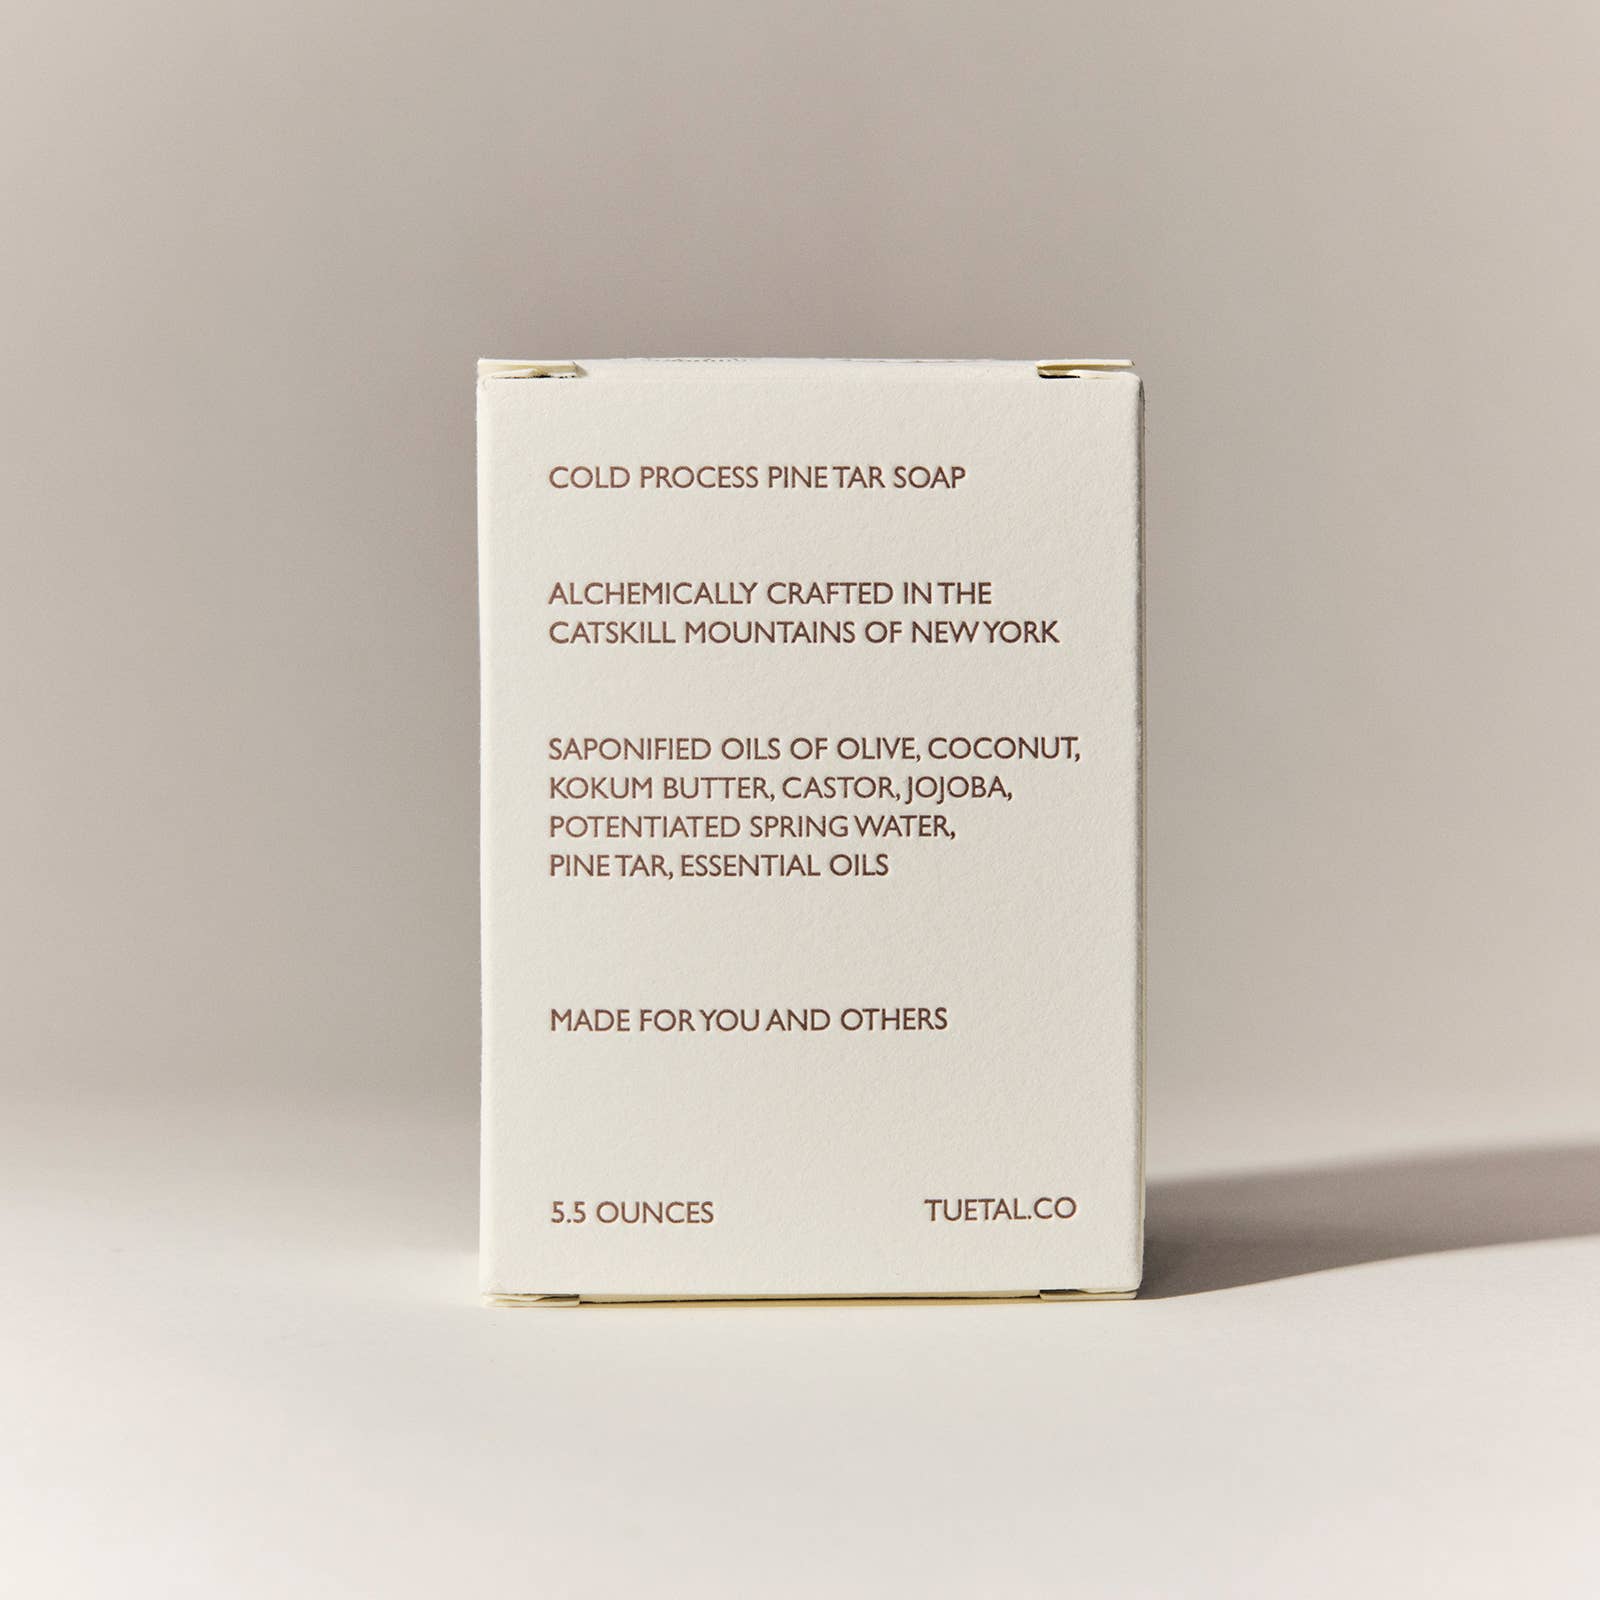 COLD PROCESS PINE TAR SOAP
ALCHEMICALLY CRAFTED IN THE
CATSKILL MOUNTAINS OF NEW YORK
SAPONIFIED OILS OF OLIVE, COCONUT,
KOKUM BUTTER, CASTOR, JOJOBA,
POTENTIATED SPRING WATER,
PINE TAR, ESSENTIAL OILS
MADE FOR YOU AND OTHERS
5.5 OUNCES
TUETAL.CO